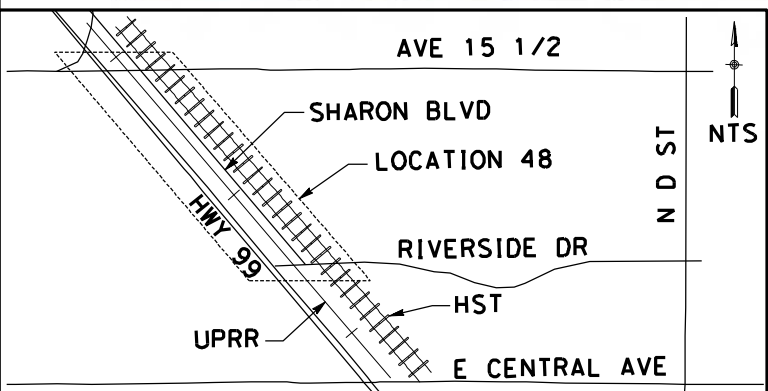 AVE 15 1/2
NTS
SHARON BLVD
LOCATION 48
N D ST
HWY 99
RIVERSIDE DR
HST
UPRR
E CENTRAL AVE